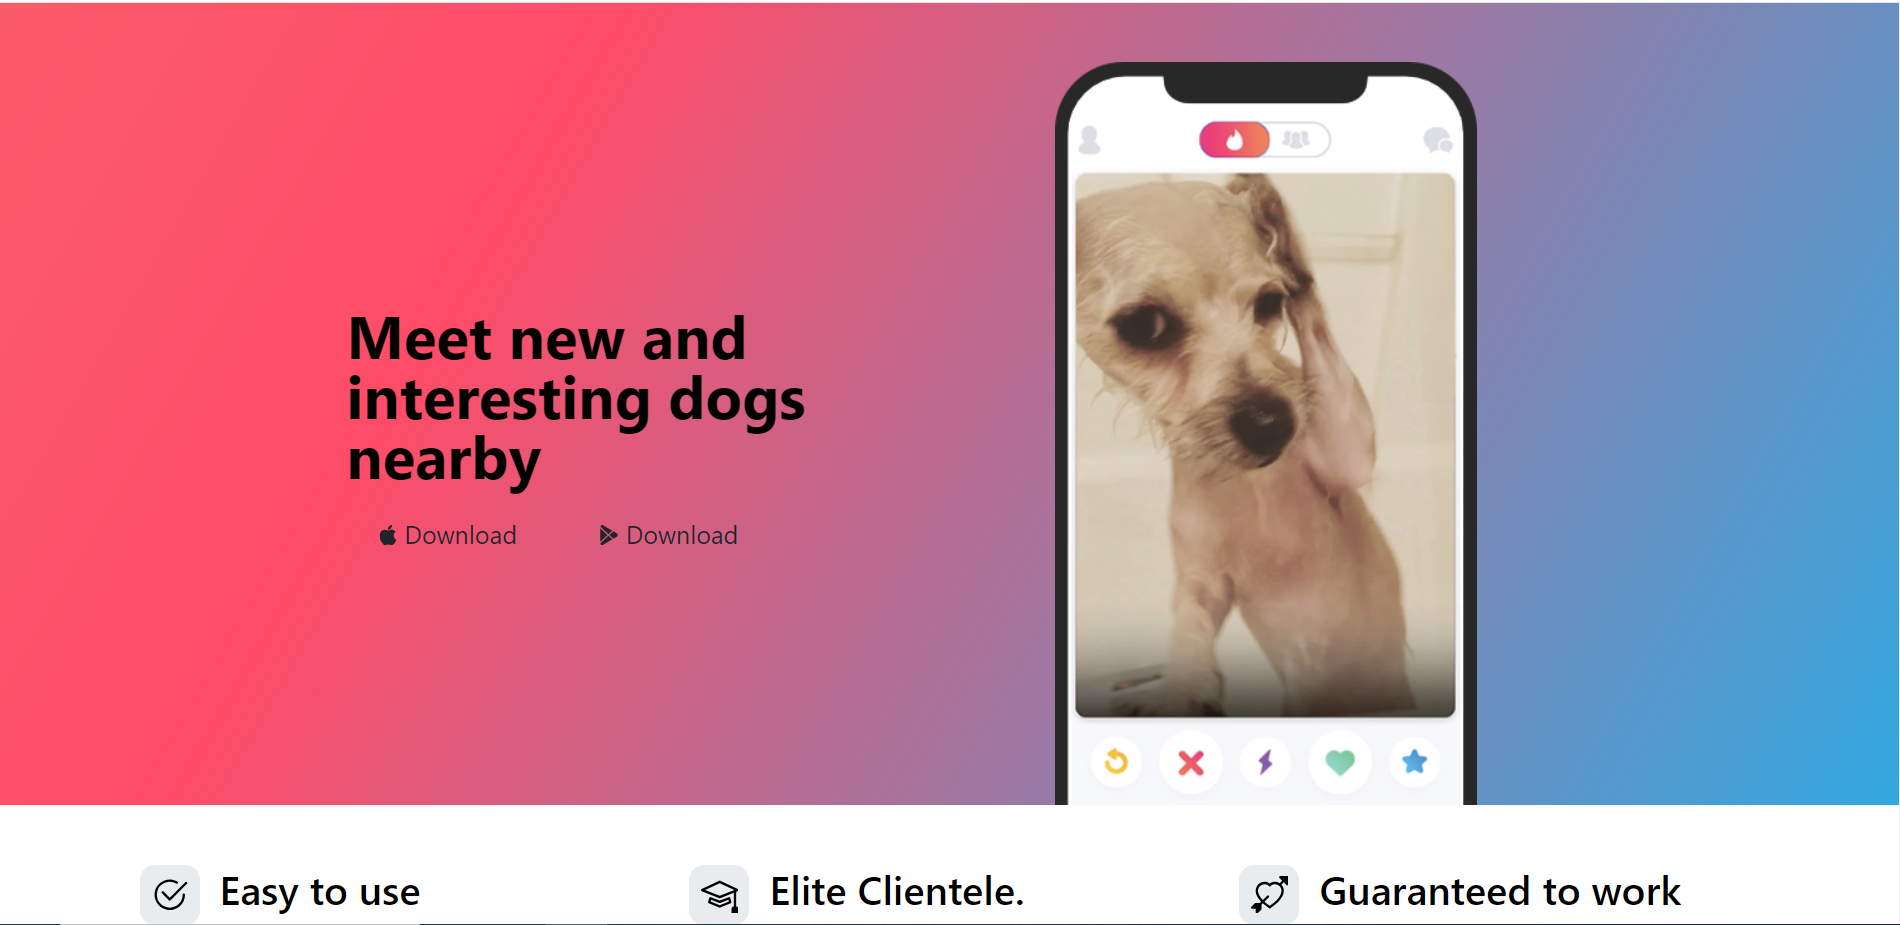 Meet new and
interesting dogs
nearby
Download
Download
Easy to use
Elite Clientele.
Guaranteed to work